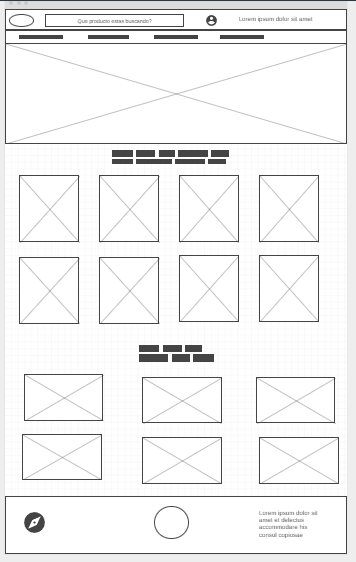 Que producto estas buscando?
Lorem ipsum dolor sit amet
Lorem ipsum dolor sit
amet et delectus
accommodare his
consul copiosae